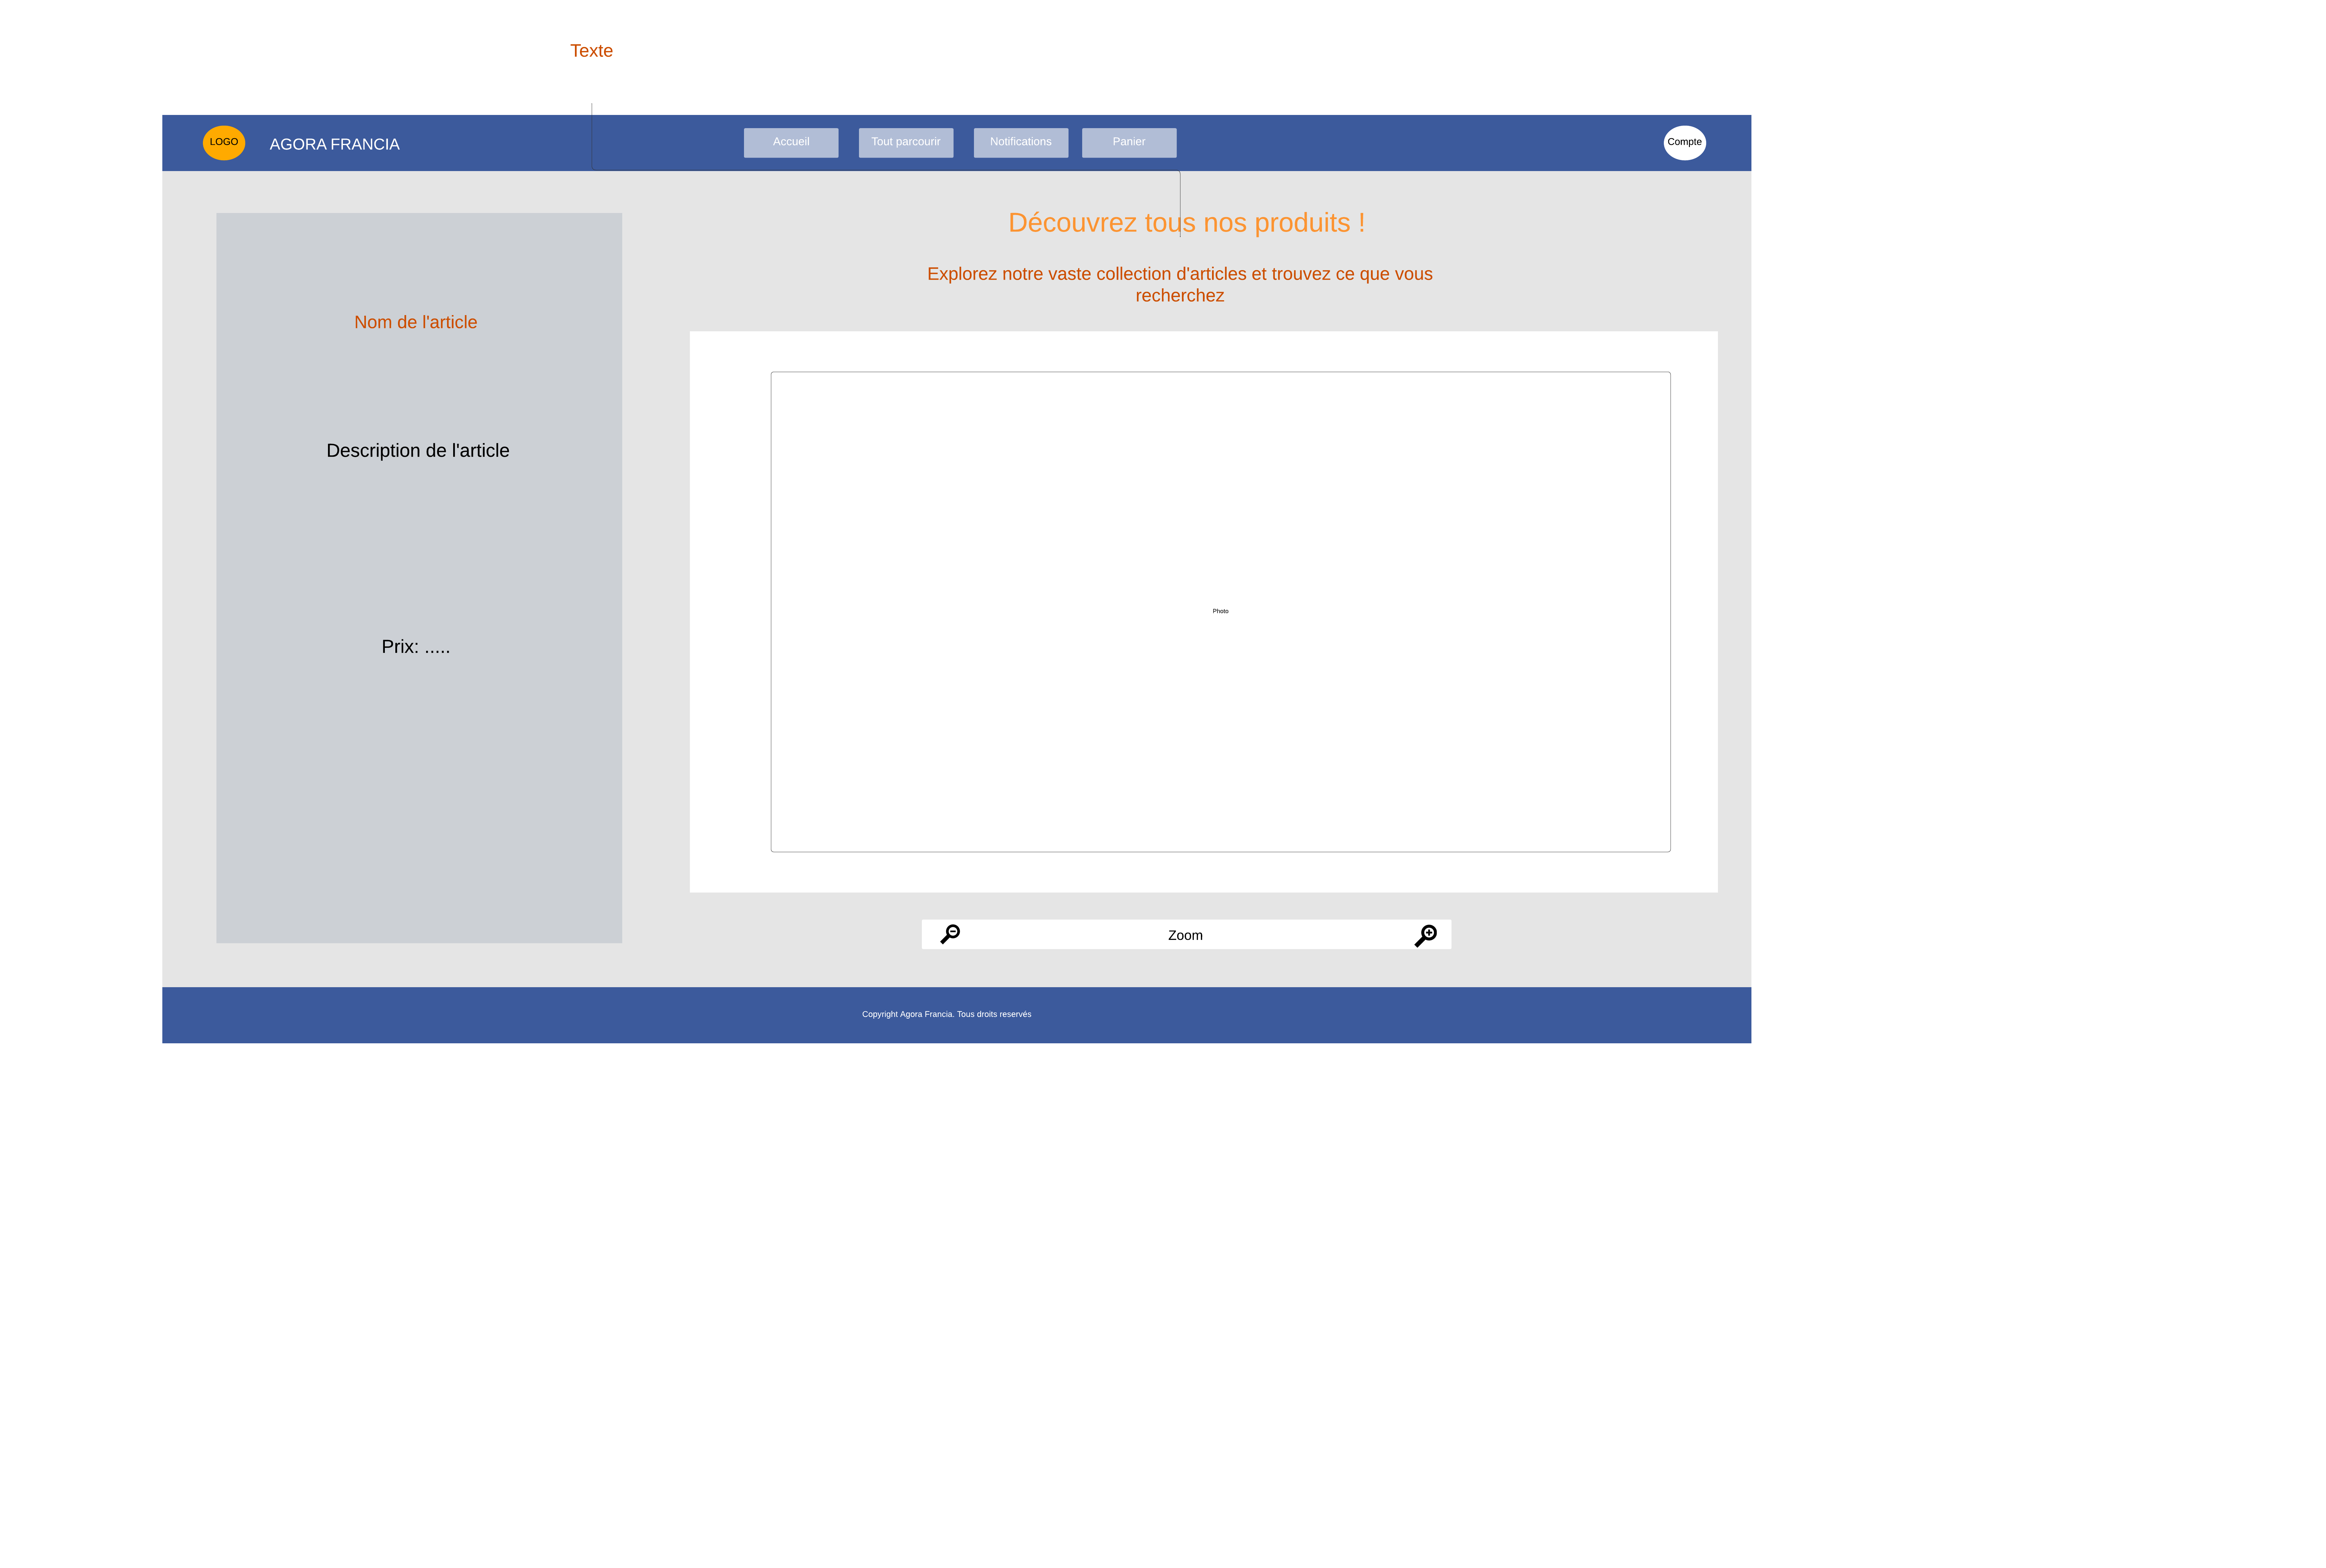 Texte
LOGO
AGORA FRANCIA
Accueil
Tout parcourir
Notifications
Panier
Compte
Découvrez tous nos produits !
Explorez notre vaste collection d'articles et trouvez ce que vous
recherchez
Nom de l'article
Description de l'article
Prix: .....
Photo
Zoom
Copyright Agora Francia. Tous droits reservés